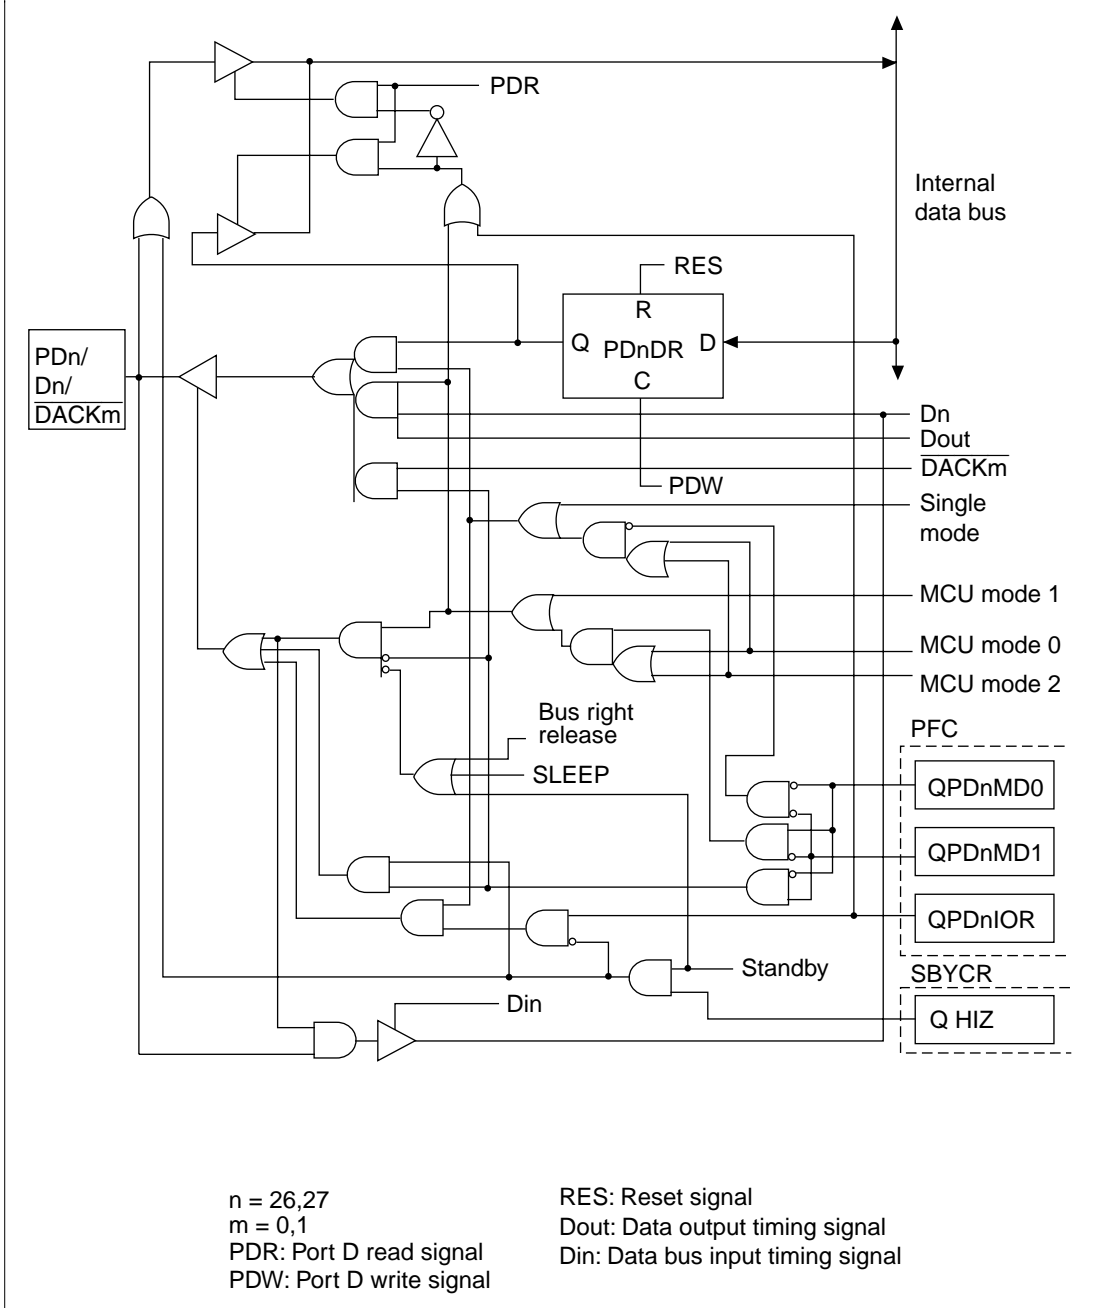 PDR
Internal
data bus
RES
R
Q
PDnDR
D
C
PDn/
Dn/
DACKm
Dn
Dout
DACKm
PDW
Single
mode
MCU mode 1
MCU mode 0
MCU mode 2
Bus right
release
PFC
SLEEP
QPDnMD0
QPDnMD1
QPDnIOR
Standby
SBYCR
Din
Q HIZ
n = 26,27
m = 0,1
PDR: Port D read signal
PDW: Port D write signal
RES: Reset signal
Dout: Data output timing signal
Din: Data bus input timing signal